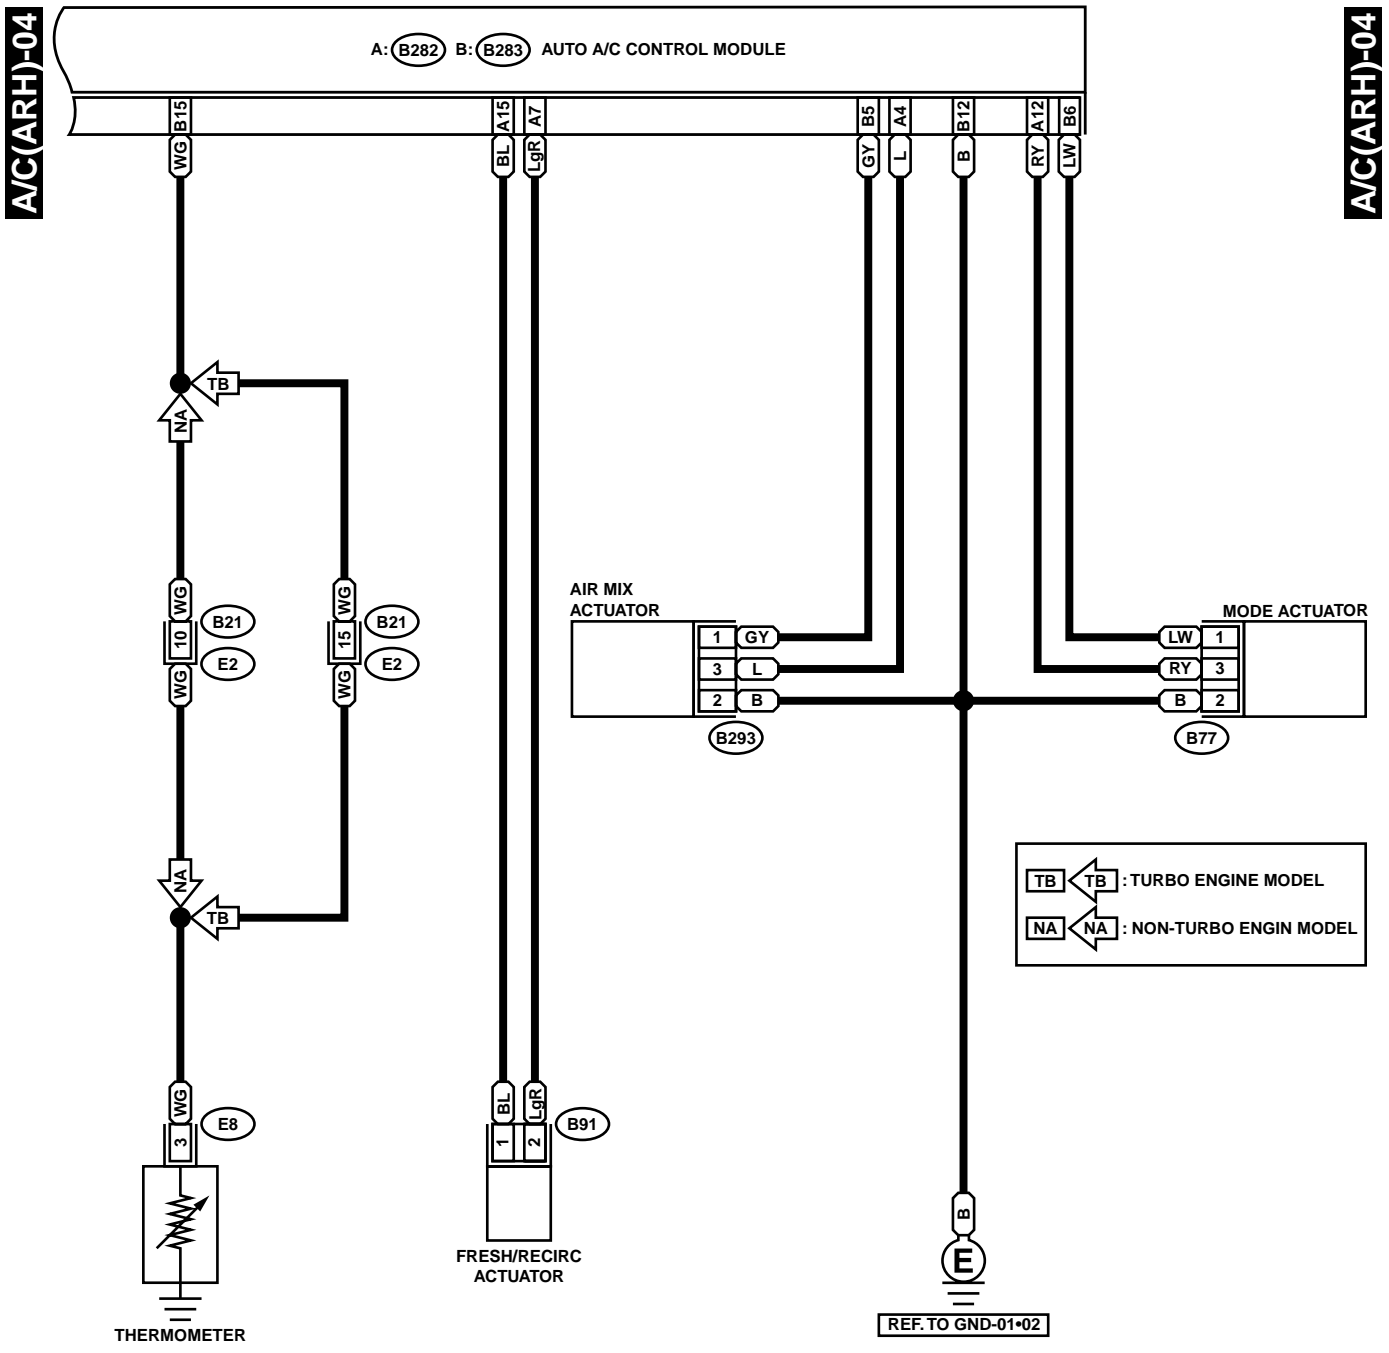 A/C(ARH)-04
A/C(ARH)-04
A: B282 B: B283 AUTO A/C CONTROL MODULE
B15 A15 A7 B5 A4 B12 A12 B6
WG BL LgR GY L B RY LW
TB
NA
WG WG
10 B21 15 B21
E2 E2
WG WG
AIR MIX
ACTUATOR
1 GY
3 L
2 B
B293
MODE ACTUATOR
LW 1
RY 3
B 2
B77
NA
TB
TB TB : TURBO ENGINE MODEL
NA NA : NON-TURBO ENGIN MODEL
WG
3 E8
THERMOMETER
BL LgR
1 2 B91
FRESH/RECIRC
ACTUATOR
B
E
REF. TO GND-01•02